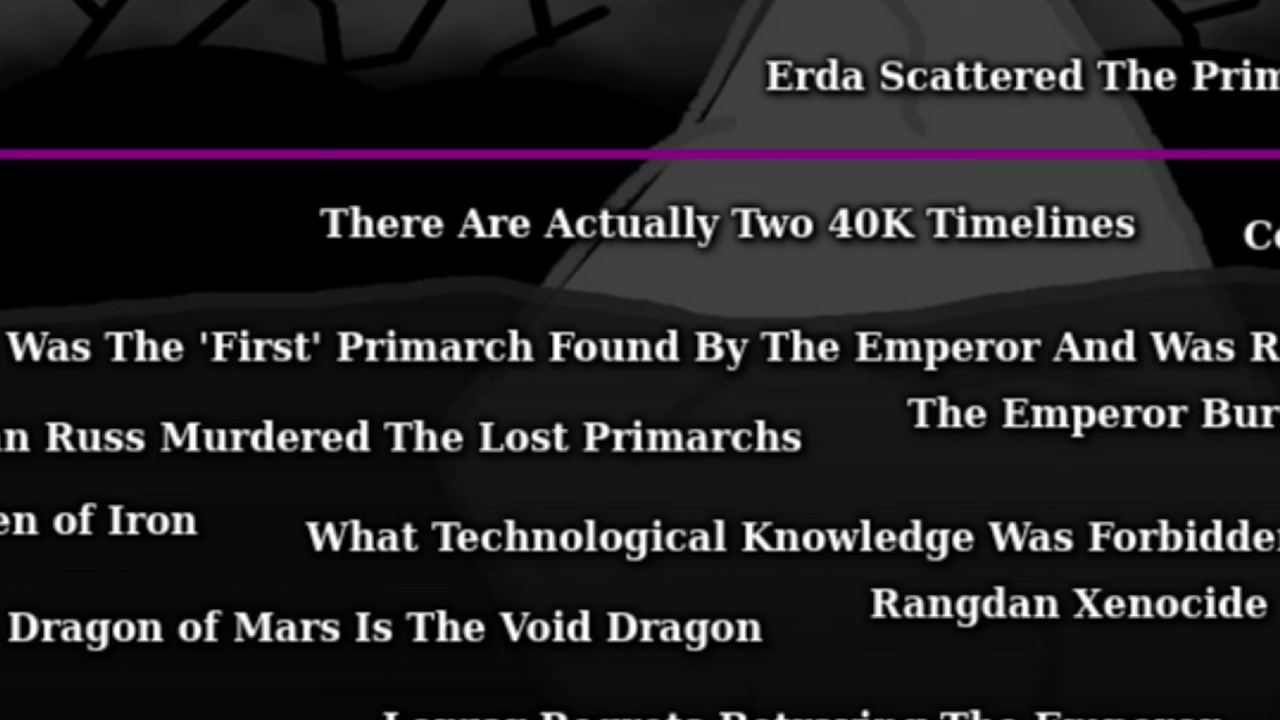 Erda Scattered The Prim
There Are Actually Two 40K Timelines
Was The 'First' Primarch Found By The Emperor And Was R
The Emperor Bur
n Russ Murdered The Lost Primarchs
en of Iron
What Technological Knowledge Was Forbidden
Rangdan Xenocide
Dragon of Mars Is The Void Dragon